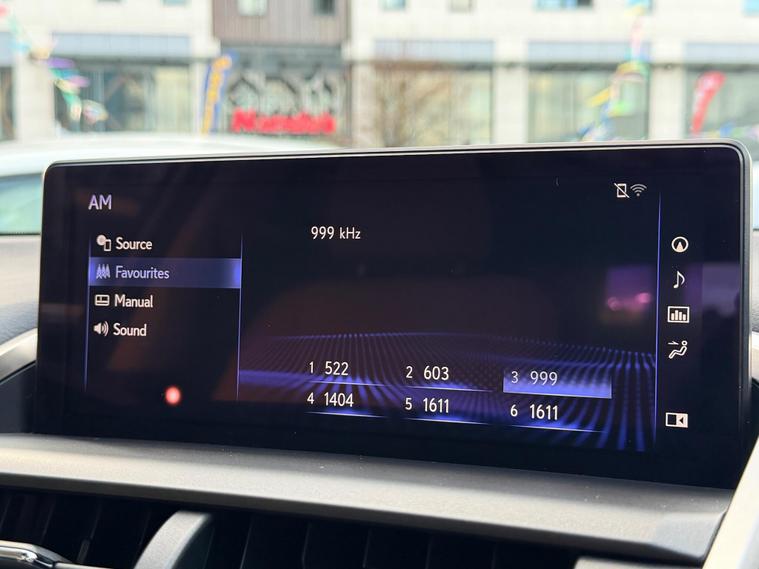 AM
999 kHz
Source
Favourites
Manual
Sound
1 522
2 603
3 999
4 1404
5 1611
6 1611